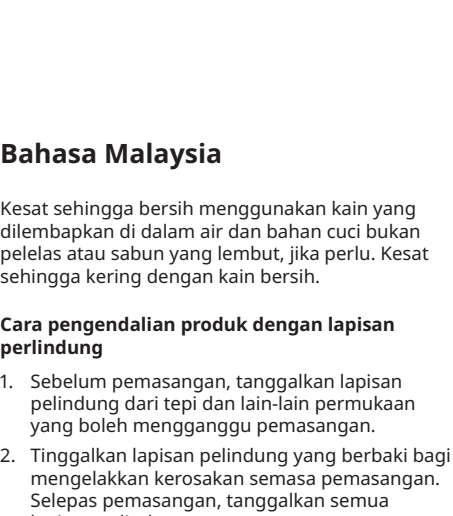 Bahasa Malaysia
Kesat sehingga bersih menggunakan kain yang
dilembapkan di dalam air dan bahan cuci bukan
pelelas atau sabun yang lembut, jika perlu. Kesat
sehingga kering dengan kain bersih.
Cara pengendalian produk dengan lapisan
perlindung
1. Sebelum pemasangan, tanggalkan lapisan
pelindung dari tepi dan lain-lain permukaan
yang boleh mengganggu pemasangan.
2. Tinggalkan lapisan pelindung yang berbaki bagi
mengelakkan kerosakan semasa pemasangan.
Selepas pemasangan, tanggalkan semua